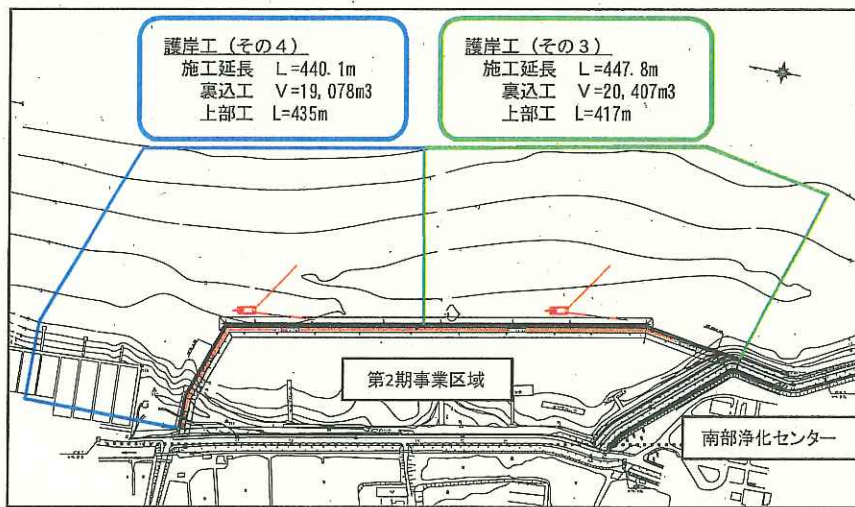 護岸工（その４）
施工延長　L=440.1m
裏込工　V=19,078m3
上部工　L=435m
護岸工（その３）
施工延長　L=447.8m
裏込工　V=20,407m3
上部工　L=417m
第2期事業区域
南部浄化センター